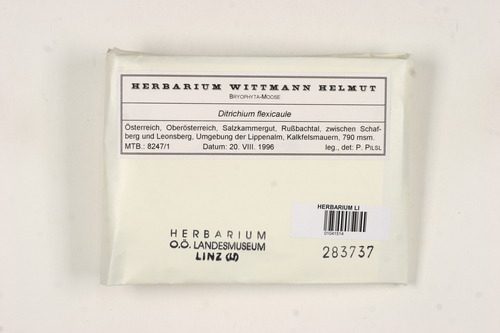 HERBARIUM WITTMANN HELMUT
BRYOPHYTA-MOOSE
Ditrichium flexicaule
Österreich, Oberösterreich, Salzkammergut, Rußbachtal, zwischen Schaf-
berg und Leonsberg, Umgebung der Lippenalm, Kalkfelsmauern, 790 msm.
MTB.: 8247/1 Datum: 20. VIII. 1996 leg., det: P. PILSL
HERBARIUM LI
01041514
HERBARIUM
O.Ö. LANDESMUSEUM
LINZ (LI)
283737